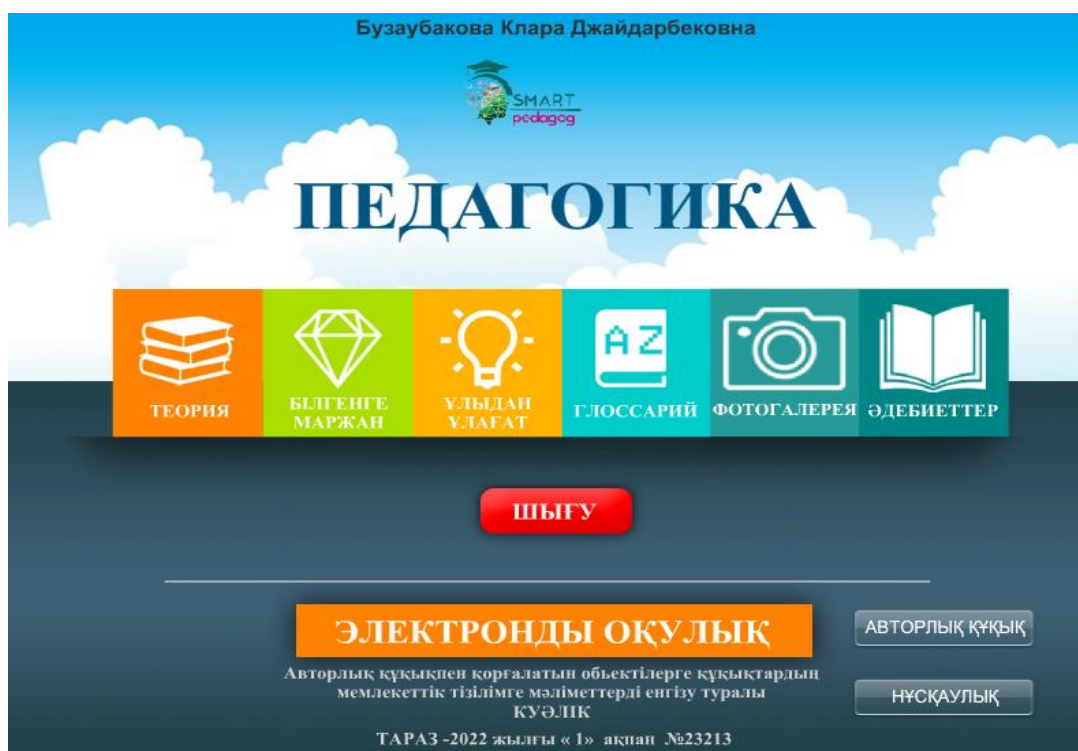 Бузаубакова Клара Джайдарбековна
SMART
pedagog
ПЕДАГОГИКА
AZ
ТЕОРИЯ
БІЛГЕНГЕ
МАРЖАН
ҰЛЫДАН
ҰЛАҒАТ
ГЛОССАРИЙ
ФОТОГАЛЕРЕЯ
ӘДЕБИЕТТЕР
ШЫҒУ
ЭЛЕКТРОНДЫ ОҚУЛЫҚ
АВТОРЛЫҚ ҚҰҚЫҚ
Авторлық құқықпен қорғалатын обьектілерге құқықтардың
мемлекеттік тізілімге мәліметтерді енгізу туралы
КУӘЛІК
НҰСҚАУЛЫҚ
ТАРАЗ -2022 жылғы « 1» ақпан №23213